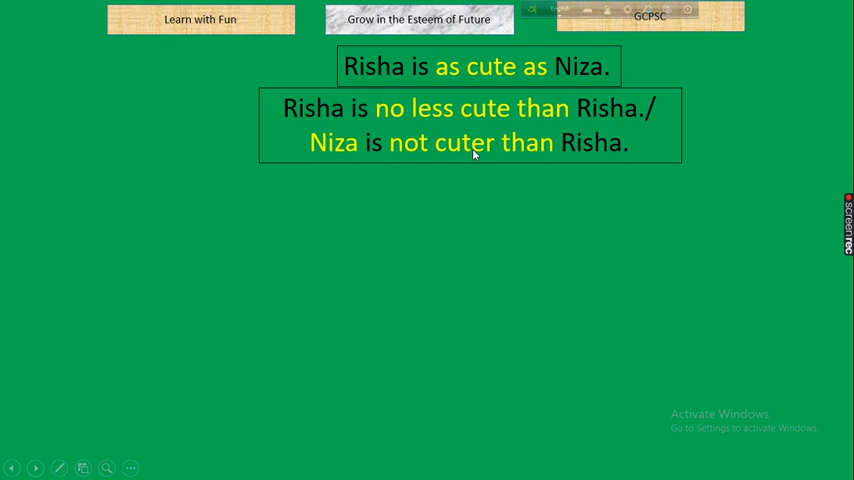 Learn with Fun
Grow in the Esteem of Future
English
GCPSC
Risha is as cute as Niza.
Risha is no less cute than Risha./
Niza is not cuter than Risha.
screenrec
Activate Windows
Go to Settings to activate Windows.